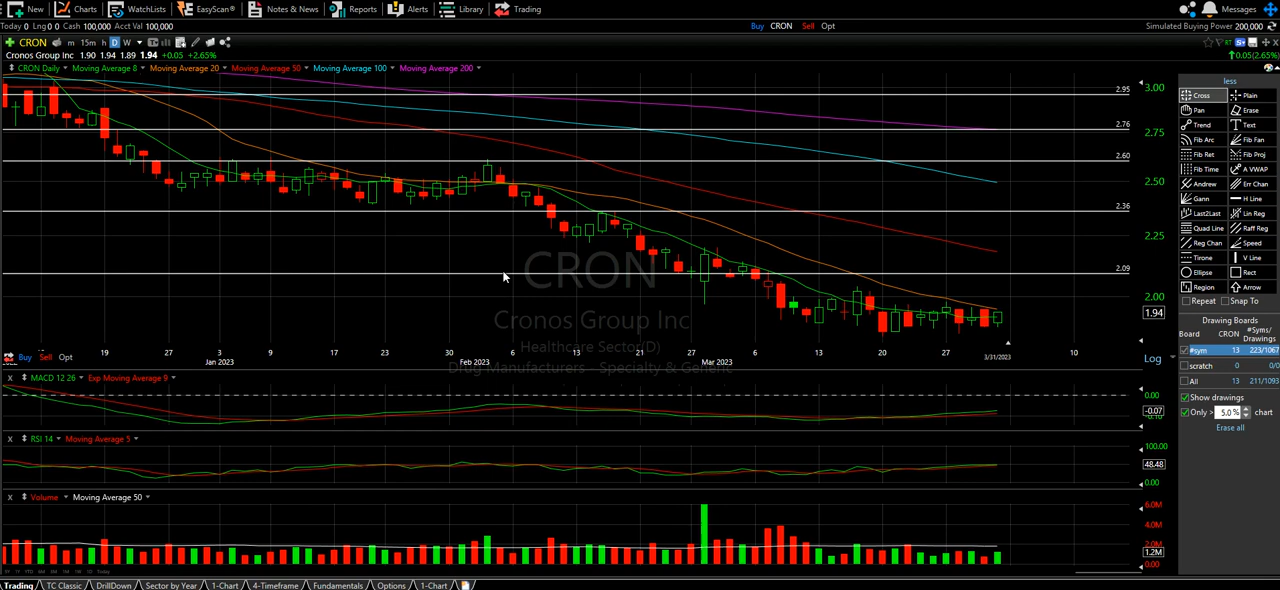 New Charts WatchLists EasyScan® Notes & News Reports Alerts Library Trading Messages
Today 0 Lng 0 0 Cash 100,000 Acct Val 100,000 Buy CRON Sell Opt Simulated Buying Power 200,000
CRON m 15m h D W
Cronos Group Inc 1.90 1.94 1.89 1.94 +0.05 +2.65% 0.05(2.65%)
CRON Daily Moving Average 8 Moving Average 20 Moving Average 50 Moving Average 100 Moving Average 200
less
3.00
2.95
Cross Plain
Pan Erase
Trend Text
2.76
2.75
Fib Arc Fib Fan
Fib Ret Fib Proj
2.60
Fib Time A VWAP
2.50
Andrew Err Chan
Gann H Line
2.36
Last2Last Lin Reg
Quad Line Raff Reg
2.25
Reg Chan Speed
Tirone V Line
2.09
Ellipse Rect
CRON
Region Arrow
2.00
Repeat Snap To
1.94
Cronos Group Inc
Drawing Boards
Board CRON #Syms/ Drawings
Healthcare Sector(D)
#sym 13 223/1067
19 27 3 9 17 23 30 6 13 21 27 6 13 20 27 3/31/2023 10
Buy Sell Opt
Jan 2023 Feb 2023 Mar 2023
Log
scratch 0 0/0
Drug Manufacturers - Specialty & Generic
All 13 211/1093
MACD 12 26 Exp Moving Average 9
0.00
Show drawings
-0.07
Only > 5.0 % chart
Erase all
RSI 14 Moving Average 5
100.00
48.48
0.00
Volume Moving Average 50
6.0M
4.0M
2.0M
1.2M
0.00
Trading TC Classic DrillDown Sector by Year 1-Chart 4-Timeframe Fundamentals Options 1-Chart